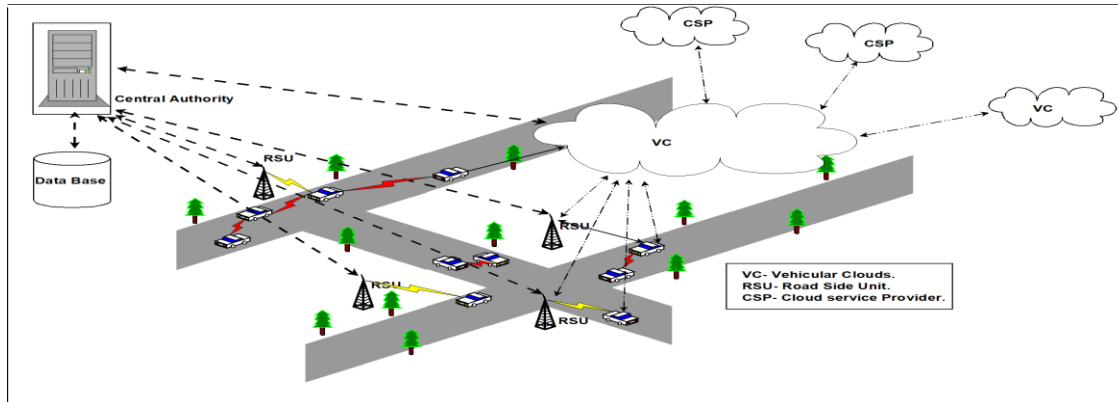 CSP
CSP
VC
Central Authority
VC
RSU
Data Base
RSU
RSU
RSU
VC- Vehicular Clouds.
RSU- Road Side Unit.
CSP- Cloud service Provider.